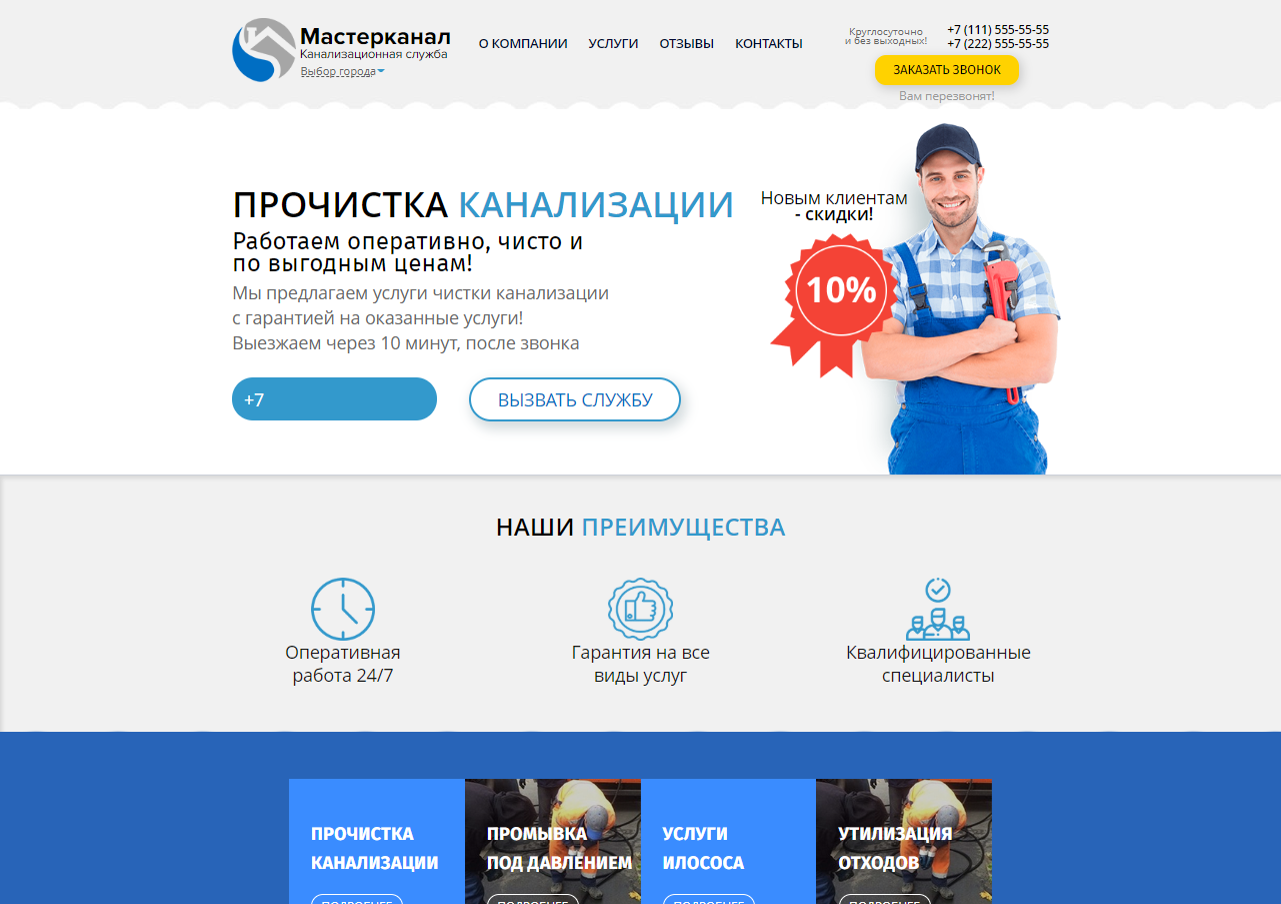 Мастерканал
Канализационная служба
Выбор города
О КОМПАНИИ УСЛУГИ ОТЗЫВЫ КОНТАКТЫ
Круглосуточно
и без выходных!
+7 (111) 555-55-55
+7 (222) 555-55-55
ЗАКАЗАТЬ ЗВОНОК
Вам перезвонят!
ПРОЧИСТКА КАНАЛИЗАЦИИ
Работаем оперативно, чисто и
по выгодным ценам!
Мы предлагаем услуги чистки канализации
с гарантией на оказанные услуги!
Выезжаем через 10 минут, после звонка
+7
ВЫЗВАТЬ СЛУЖБУ
Новым клиентам
- скидки!
10%
НАШИ ПРЕИМУЩЕСТВА
Оперативная
работа 24/7
Гарантия на все
виды услуг
Квалифицированные
специалисты
ПРОЧИСТКА
КАНАЛИЗАЦИИ
ПОДРОБНЕЕ
ПРОМЫВКА
ПОД ДАВЛЕНИЕМ
ПОДРОБНЕЕ
УСЛУГИ
ИЛОСОСА
ПОДРОБНЕЕ
УТИЛИЗАЦИЯ
ОТХОДОВ
ПОДРОБНЕЕ